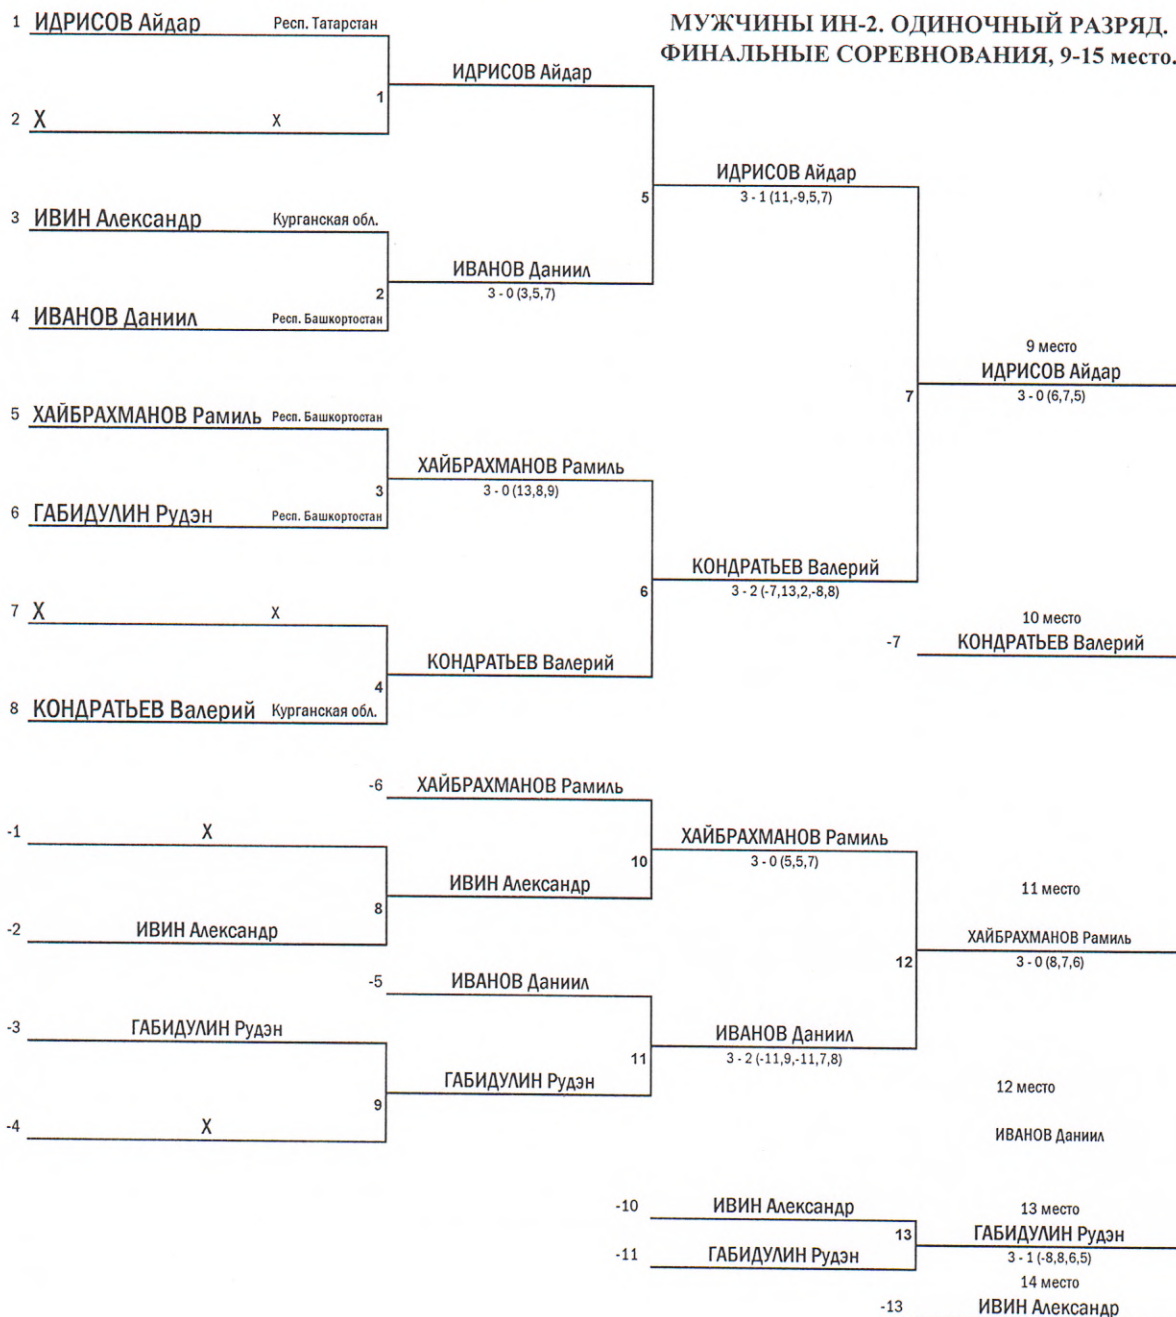 МУЖЧИНЫ ИН-2. ОДИНОЧНЫЙ РАЗРЯД.
ФИНАЛЬНЫЕ СОРЕВНОВАНИЯ, 9-15 место.
1 ИДРИСОВ Айдар Респ. Татарстан
ИДРИСОВ Айдар
1
2 X X
ИДРИСОВ Айдар
5 3 - 1 (11,-9,5,7)
3 ИВИН Александр Курганская обл.
ИВАНОВ Даниил
2 3 - 0 (3,5,7)
4 ИВАНОВ Даниил Респ. Башкортостан
9 место
ИДРИСОВ Айдар
7 3 - 0 (6,7,5)
5 ХАЙБРАХМАНОВ Рамиль Респ. Башкортостан
ХАЙБРАХМАНОВ Рамиль
3 3 - 0 (13,8,9)
6 ГАБИДУЛИН Рудэн Респ. Башкортостан
КОНДРАТЬЕВ Валерий
6 3 - 2 (-7,13,2,-8,8)
7 X X
10 место
-7 КОНДРАТЬЕВ Валерий
КОНДРАТЬЕВ Валерий
4
8 КОНДРАТЬЕВ Валерий Курганская обл.
-6 ХАЙБРАХМАНОВ Рамиль
-1 X
ХАЙБРАХМАНОВ Рамиль
10 3 - 0 (5,5,7)
ИВИН Александр
8
11 место
-2 ИВИН Александр
ХАЙБРАХМАНОВ Рамиль
12 3 - 0 (8,7,6)
-5 ИВАНОВ Даниил
-3 ГАБИДУЛИН Рудэн
ИВАНОВ Даниил
11 3 - 2 (-11,9,-11,7,8)
ГАБИДУЛИН Рудэн
9
12 место
-4 X
ИВАНОВ Даниил
-10 ИВИН Александр
13 место
13 ГАБИДУЛИН Рудэн
-11 ГАБИДУЛИН Рудэн
3 - 1 (-8,8,6,5)
14 место
-13 ИВИН Александр